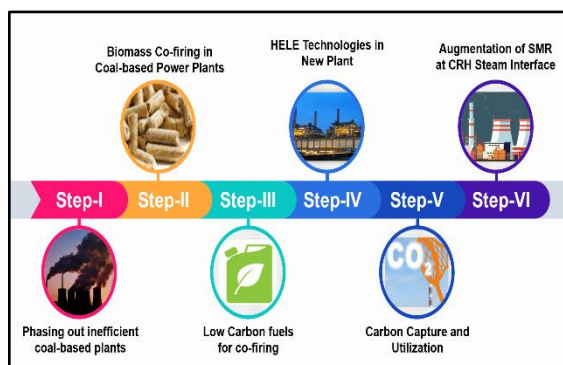 Biomass Co-firing in
Coal-based Power Plants
HELE Technologies in
New Plant
Augmentation of SMR
at CRH Steam Interface
Step-I
Step-II
Step-III
Step-IV
Step-V
Step-VI
CO2
Phasing out inefficient
coal-based plants
Low Carbon fuels
for co-firing
Carbon Capture and
Utilization